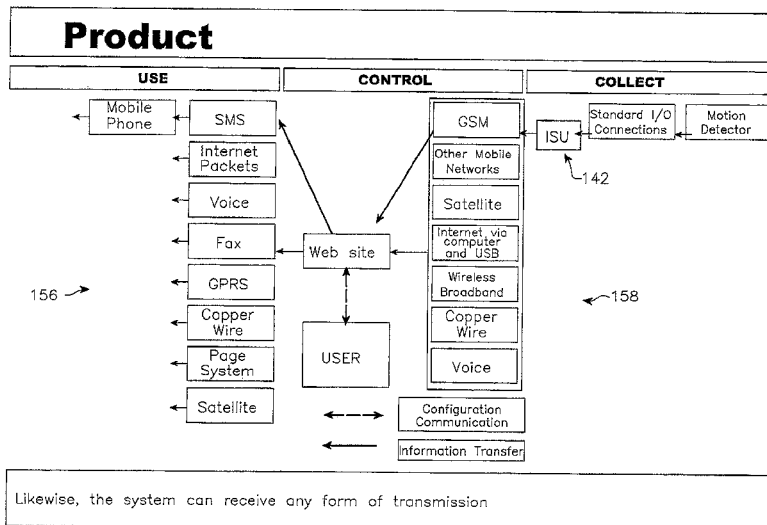 Product
USE
CONTROL
COLLECT
Mobile
Phone
SMS
Internet
Packets
Voice
Fax
GPRS
Copper
Wire
Page
System
Satellite
156
Web site
USER
GSM
Other Mobile
Networks
Satellite
Internet, via
computer
and USB
Wireless
Broadband
Copper
Wire
Voice
ISU
142
Standard I/O
Connections
Motion
Detector
158
Configuration
Communication
Information Transfer
Likewise, the system can receive any form of transmission